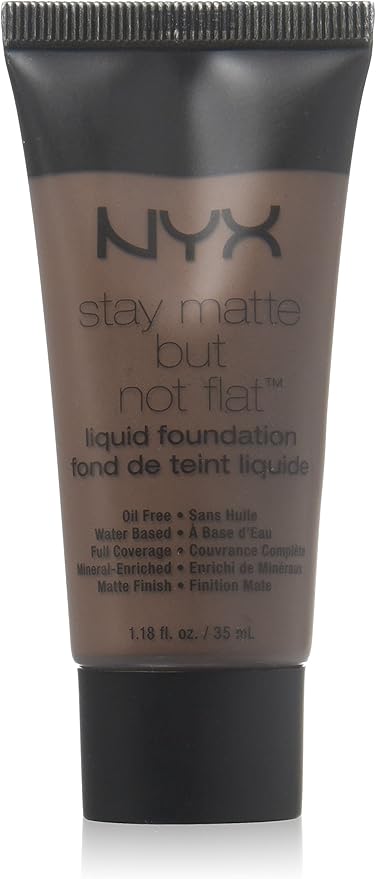 NYX
stay matte
but
not flat™
liquid foundation
fond de teint liquide
Oil Free • Sans Huile
Water Based • À Base d'Eau
Full Coverage • Couvrance Complète
Mineral-Enriched • Enrichi de Minéraux
Matte Finish • Finition Mate
1.18 fl. oz. / 35 mL